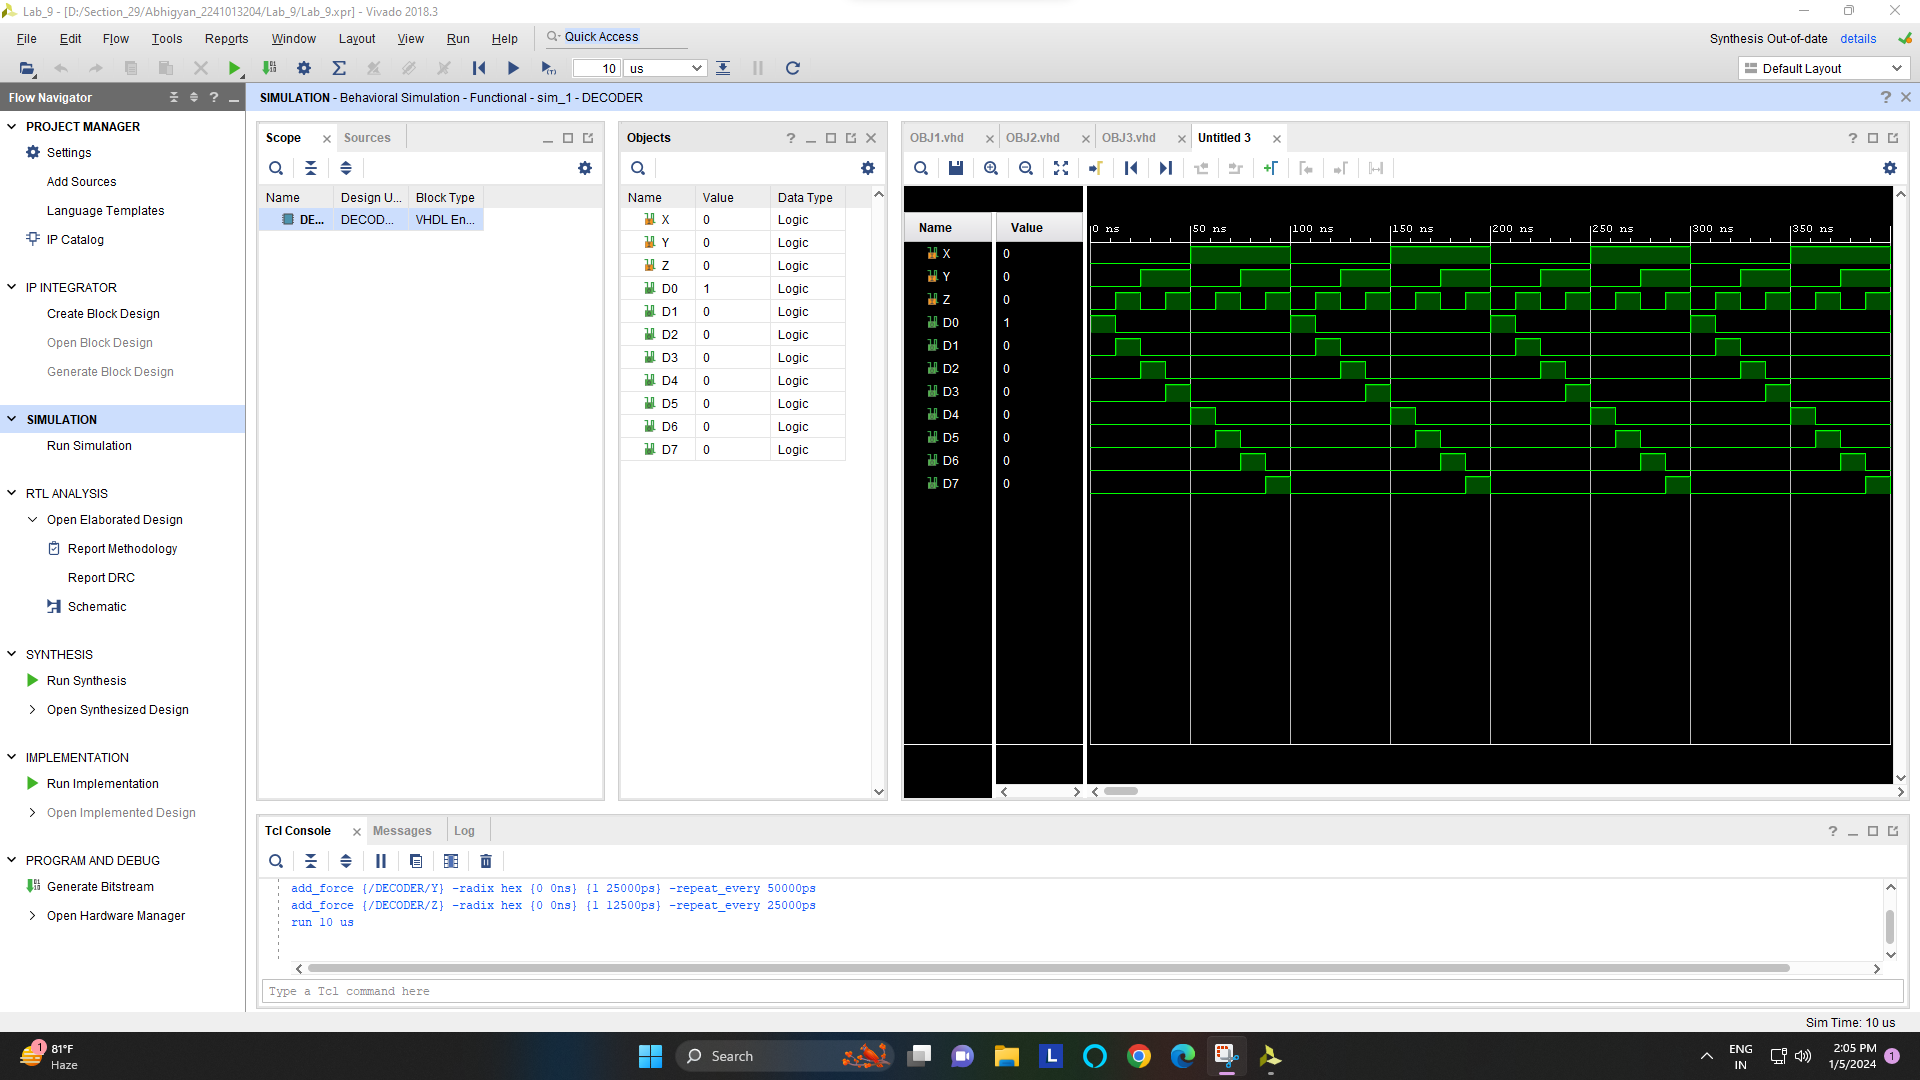 Lab_9 - [D:/Section_29/Abhigyan_2241013204/Lab_9/Lab_9.xpr] - Vivado 2018.3
File Edit Flow Tools Reports Window Layout View Run Help Quick Access
Synthesis Out-of-date details
10 us
Default Layout
Flow Navigator
SIMULATION - Behavioral Simulation - Functional - sim_1 - DECODER
PROJECT MANAGER
Settings
Add Sources
Language Templates
IP Catalog
IP INTEGRATOR
Create Block Design
Open Block Design
Generate Block Design
SIMULATION
Run Simulation
RTL ANALYSIS
Open Elaborated Design
Report Methodology
Report DRC
Schematic
SYNTHESIS
Run Synthesis
Open Synthesized Design
IMPLEMENTATION
Run Implementation
Open Implemented Design
PROGRAM AND DEBUG
Generate Bitstream
Open Hardware Manager
Scope Sources
Name Design U... Block Type
DE... DECOD... VHDL En...
Objects
Name Value Data Type
X 0 Logic
Y 0 Logic
Z 0 Logic
D0 1 Logic
D1 0 Logic
D2 0 Logic
D3 0 Logic
D4 0 Logic
D5 0 Logic
D6 0 Logic
D7 0 Logic
OBJ1.vhd OBJ2.vhd OBJ3.vhd Untitled 3
Name Value
0 ns 50 ns 100 ns 150 ns 200 ns 250 ns 300 ns 350 ns
X 0
Y 0
Z 0
D0 1
D1 0
D2 0
D3 0
D4 0
D5 0
D6 0
D7 0
Tcl Console Messages Log
add_force {/DECODER/Y} -radix hex {0 0ns} {1 25000ps} -repeat_every 50000ps
add_force {/DECODER/Z} -radix hex {0 0ns} {1 12500ps} -repeat_every 25000ps
run 10 us
Type a Tcl command here
Sim Time: 10 us
1
81°F
Haze
Search
L
ENG
IN
2:05 PM
1/5/2024
1